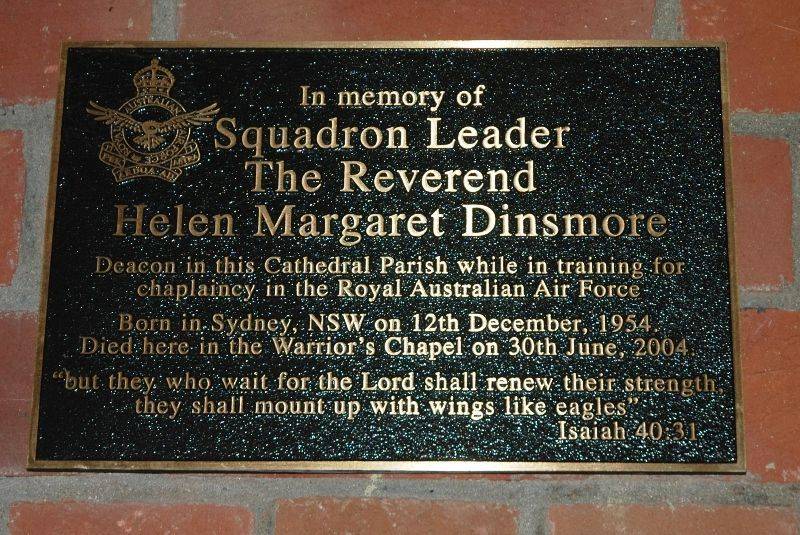 In memory of
Squadron Leader
The Reverend
Helen Margaret Dinsmore
Deacon in this Cathedral Parish while in training for
chaplaincy in the Royal Australian Air Force
Born in Sydney, NSW on 12th December, 1954.
Died here in the Warrior's Chapel on 30th June, 2004.
“but they who wait for the Lord shall renew their strength,
they shall mount up with wings like eagles”
Isaiah 40:31
AUSTRALIAN